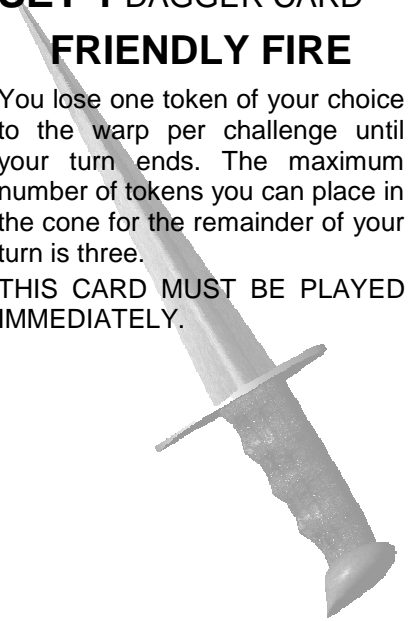 SET 1 DAGGER CARD
FRIENDLY FIRE
You lose one token of your choice
to the warp per challenge until
your turn ends. The maximum
number of tokens you can place in
the cone for the remainder of your
turn is three.
THIS CARD MUST BE PLAYED
IMMEDIATELY.